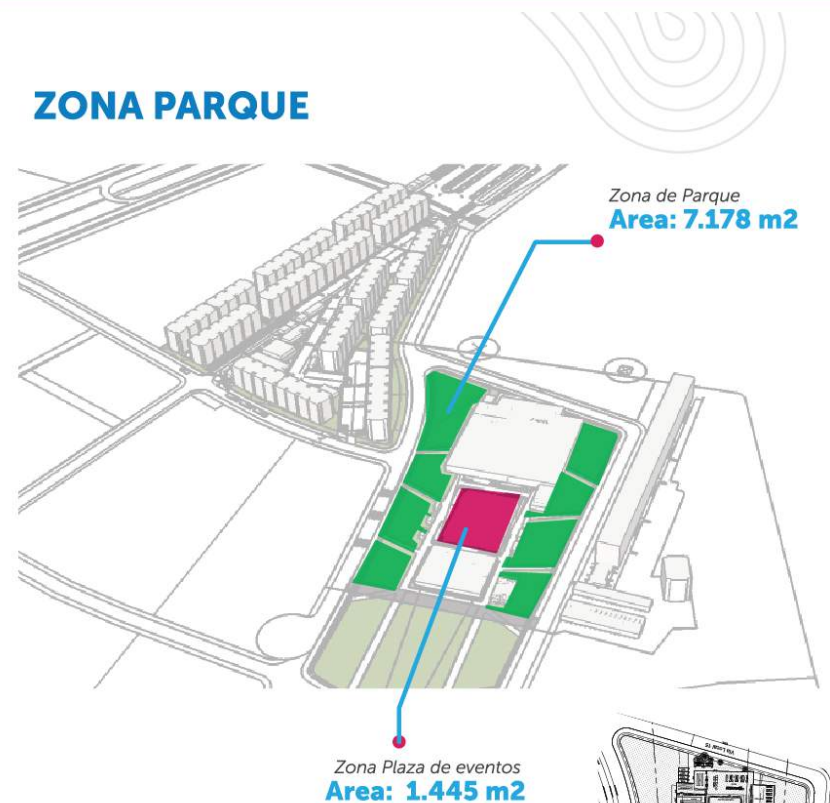 ZONA PARQUE
Zona de Parque
Area: 7.178 m2
Zona Plaza de eventos
Area: 1.445 m2